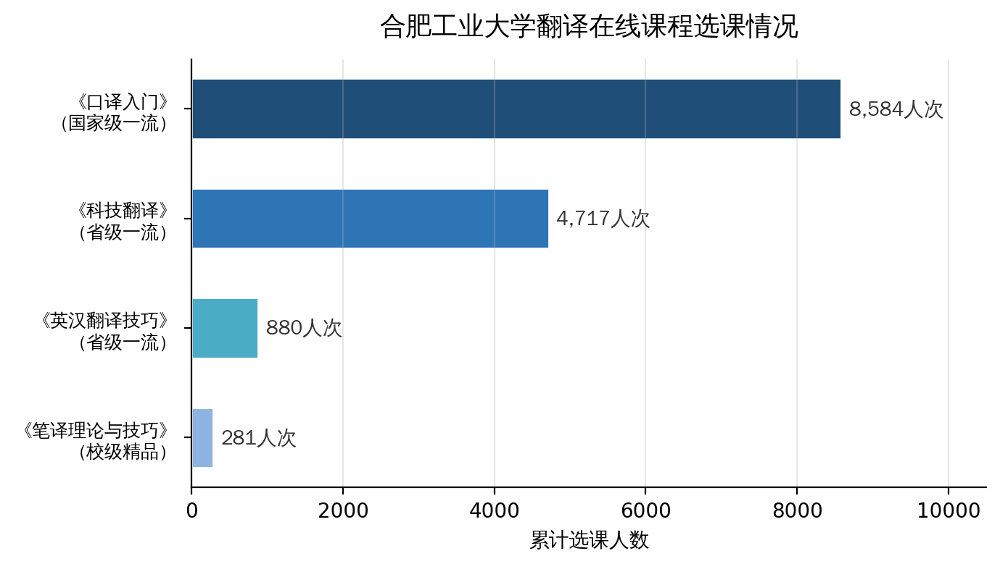 合肥工业大学翻译在线课程选课情况
《口译入门》
（国家级一流）
8,584人次
《科技翻译》
（省级一流）
4,717人次
《英汉翻译技巧》
（省级一流）
880人次
《笔译理论与技巧》
（校级精品）
281人次
0 2000 4000 6000 8000 10000
累计选课人数